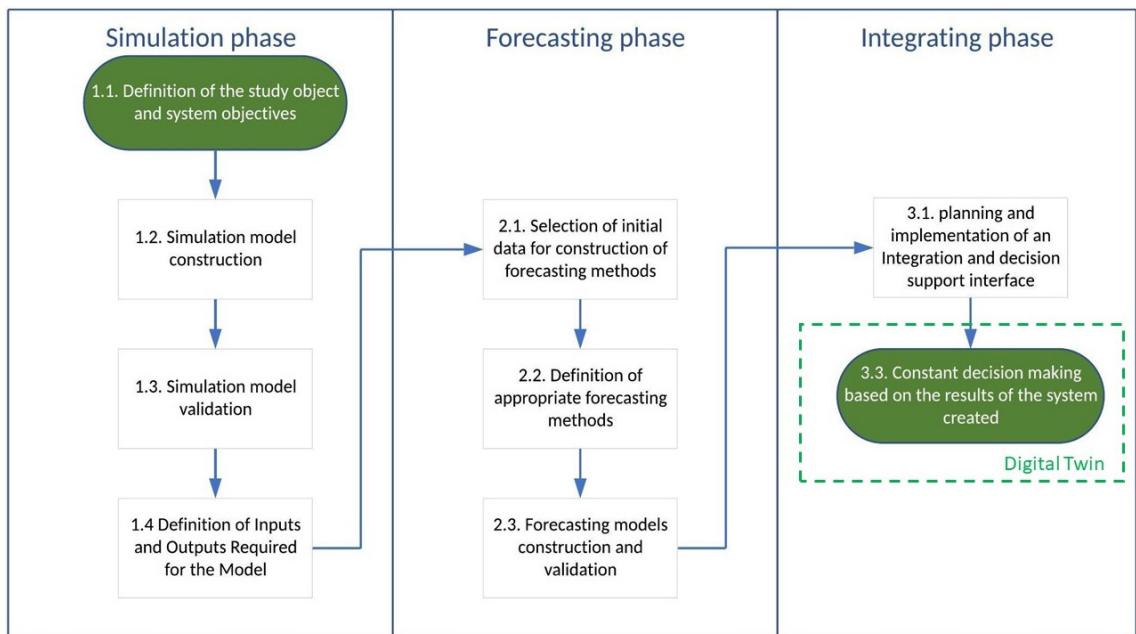 Simulation phase
1.1. Definition of the study object
and system objectives
1.2. Simulation model
construction
1.3. Simulation model
validation
1.4 Definition of Inputs
and Outputs Required
for the Model
Forecasting phase
2.1. Selection of initial
data for construction of
forecasting methods
2.2. Definition of
appropriate forecasting
methods
2.3. Forecasting models
construction and
validation
Integrating phase
3.1. planning and
implementation of an
Integration and decision
support interface
3.3. Constant decision making
based on the results of the system
created
Digital Twin